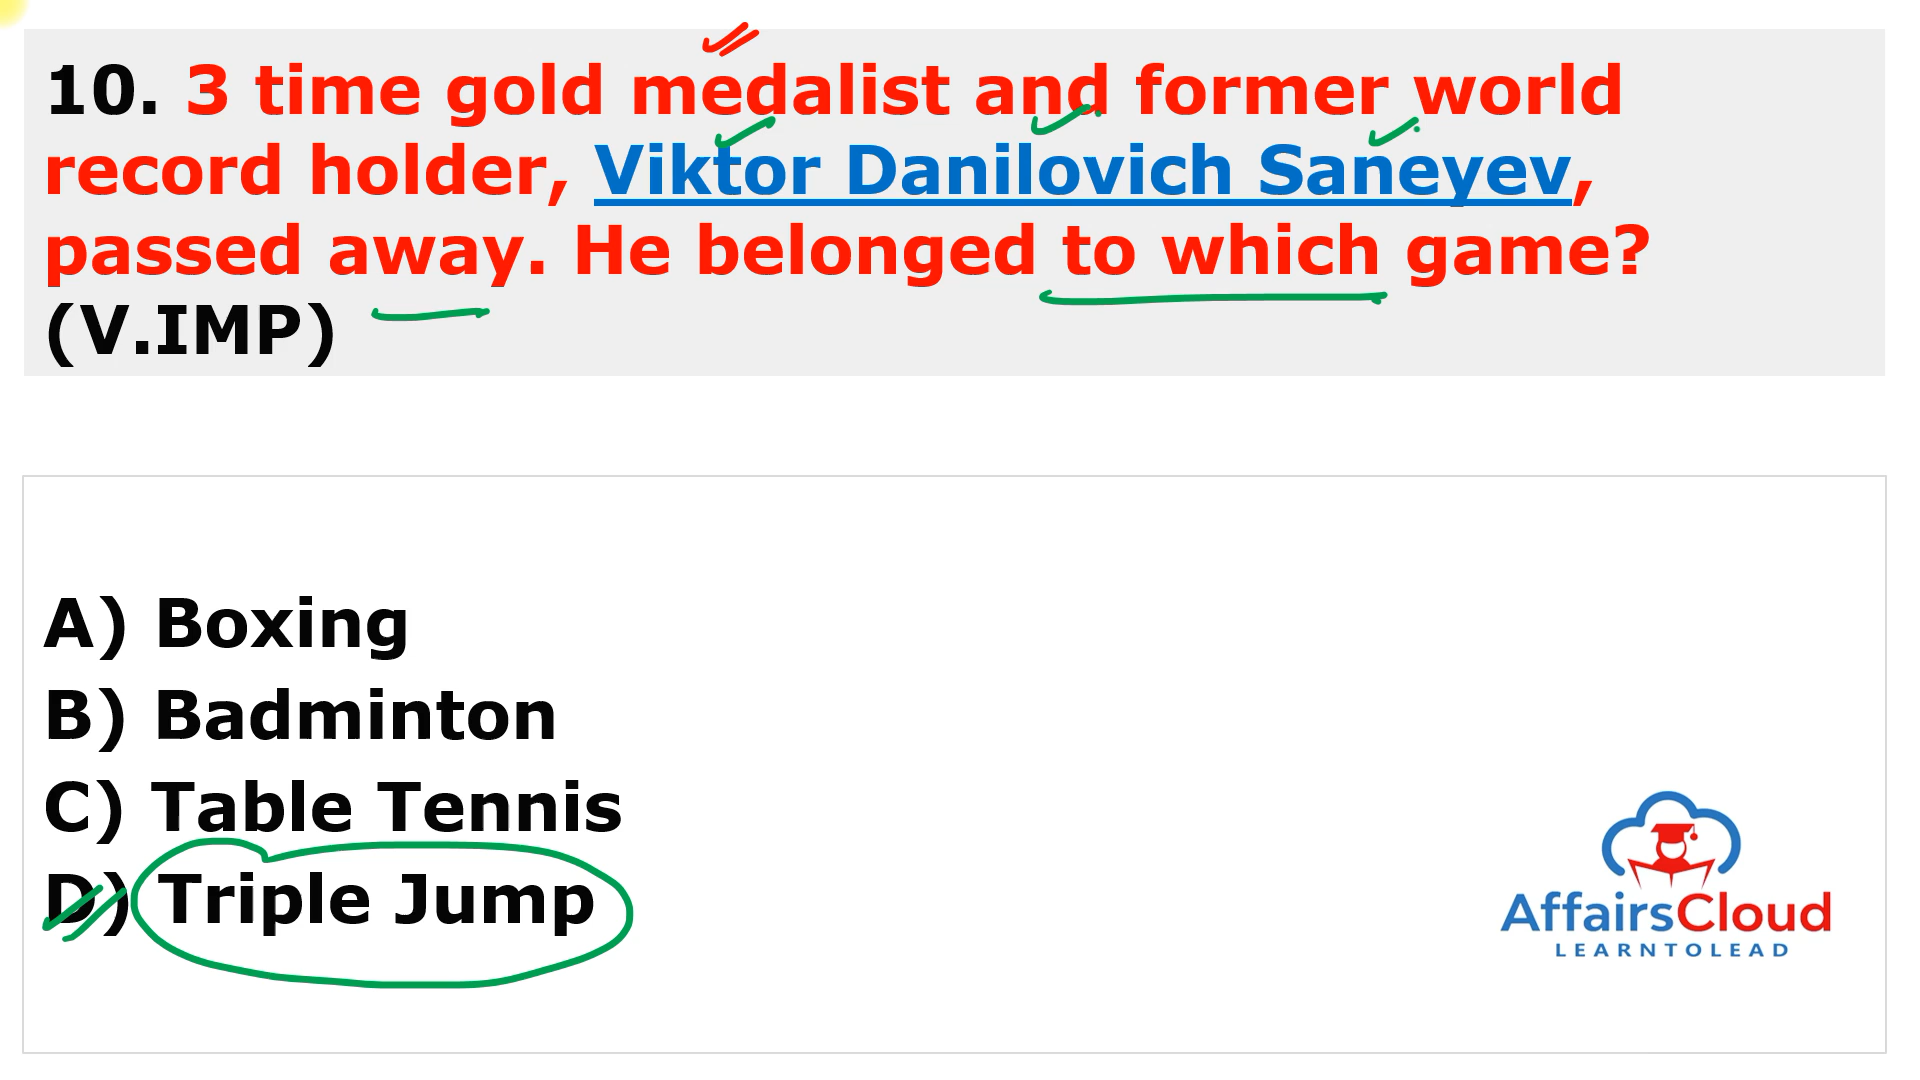 10. 3 time gold medalist and former world
record holder, Viktor Danilovich Saneyev,
passed away. He belonged to which game?
(V.IMP)
A) Boxing
B) Badminton
C) Table Tennis
D) Triple Jump
AffairsCloud
LEARNTOLEAD